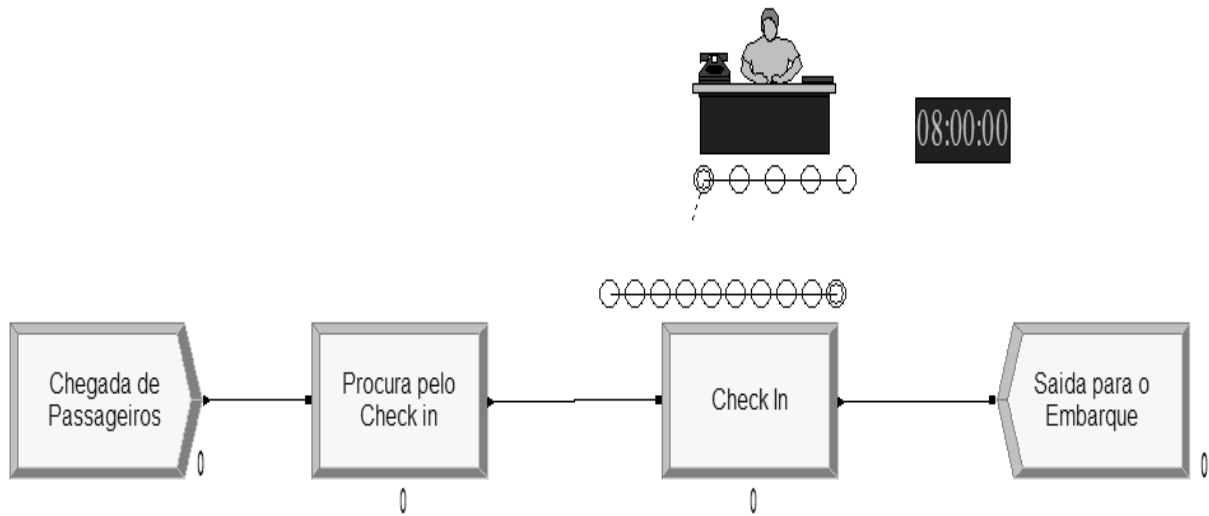 08:00:00
Chegada de
Passageiros
0
Procura pelo
Check in
0
Check In
0
Saida para o
Embarque
0